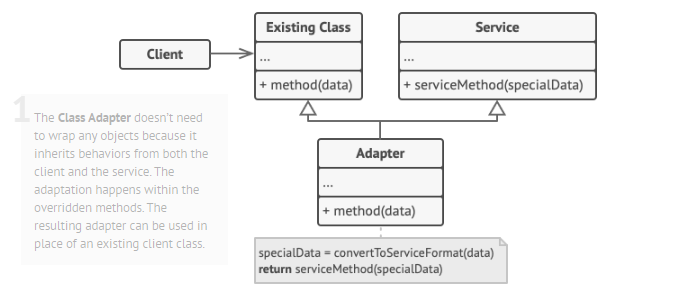 Client
Existing Class
...
+ method(data)
Service
...
+ serviceMethod(specialData)
1
The Class Adapter doesn't need
to wrap any objects because it
inherits behaviors from both the
client and the service. The
adaptation happens within the
overridden methods. The
resulting adapter can be used in
place of an existing client class.
Adapter
...
+ method(data)
specialData = convertToServiceFormat(data)
return serviceMethod(specialData)